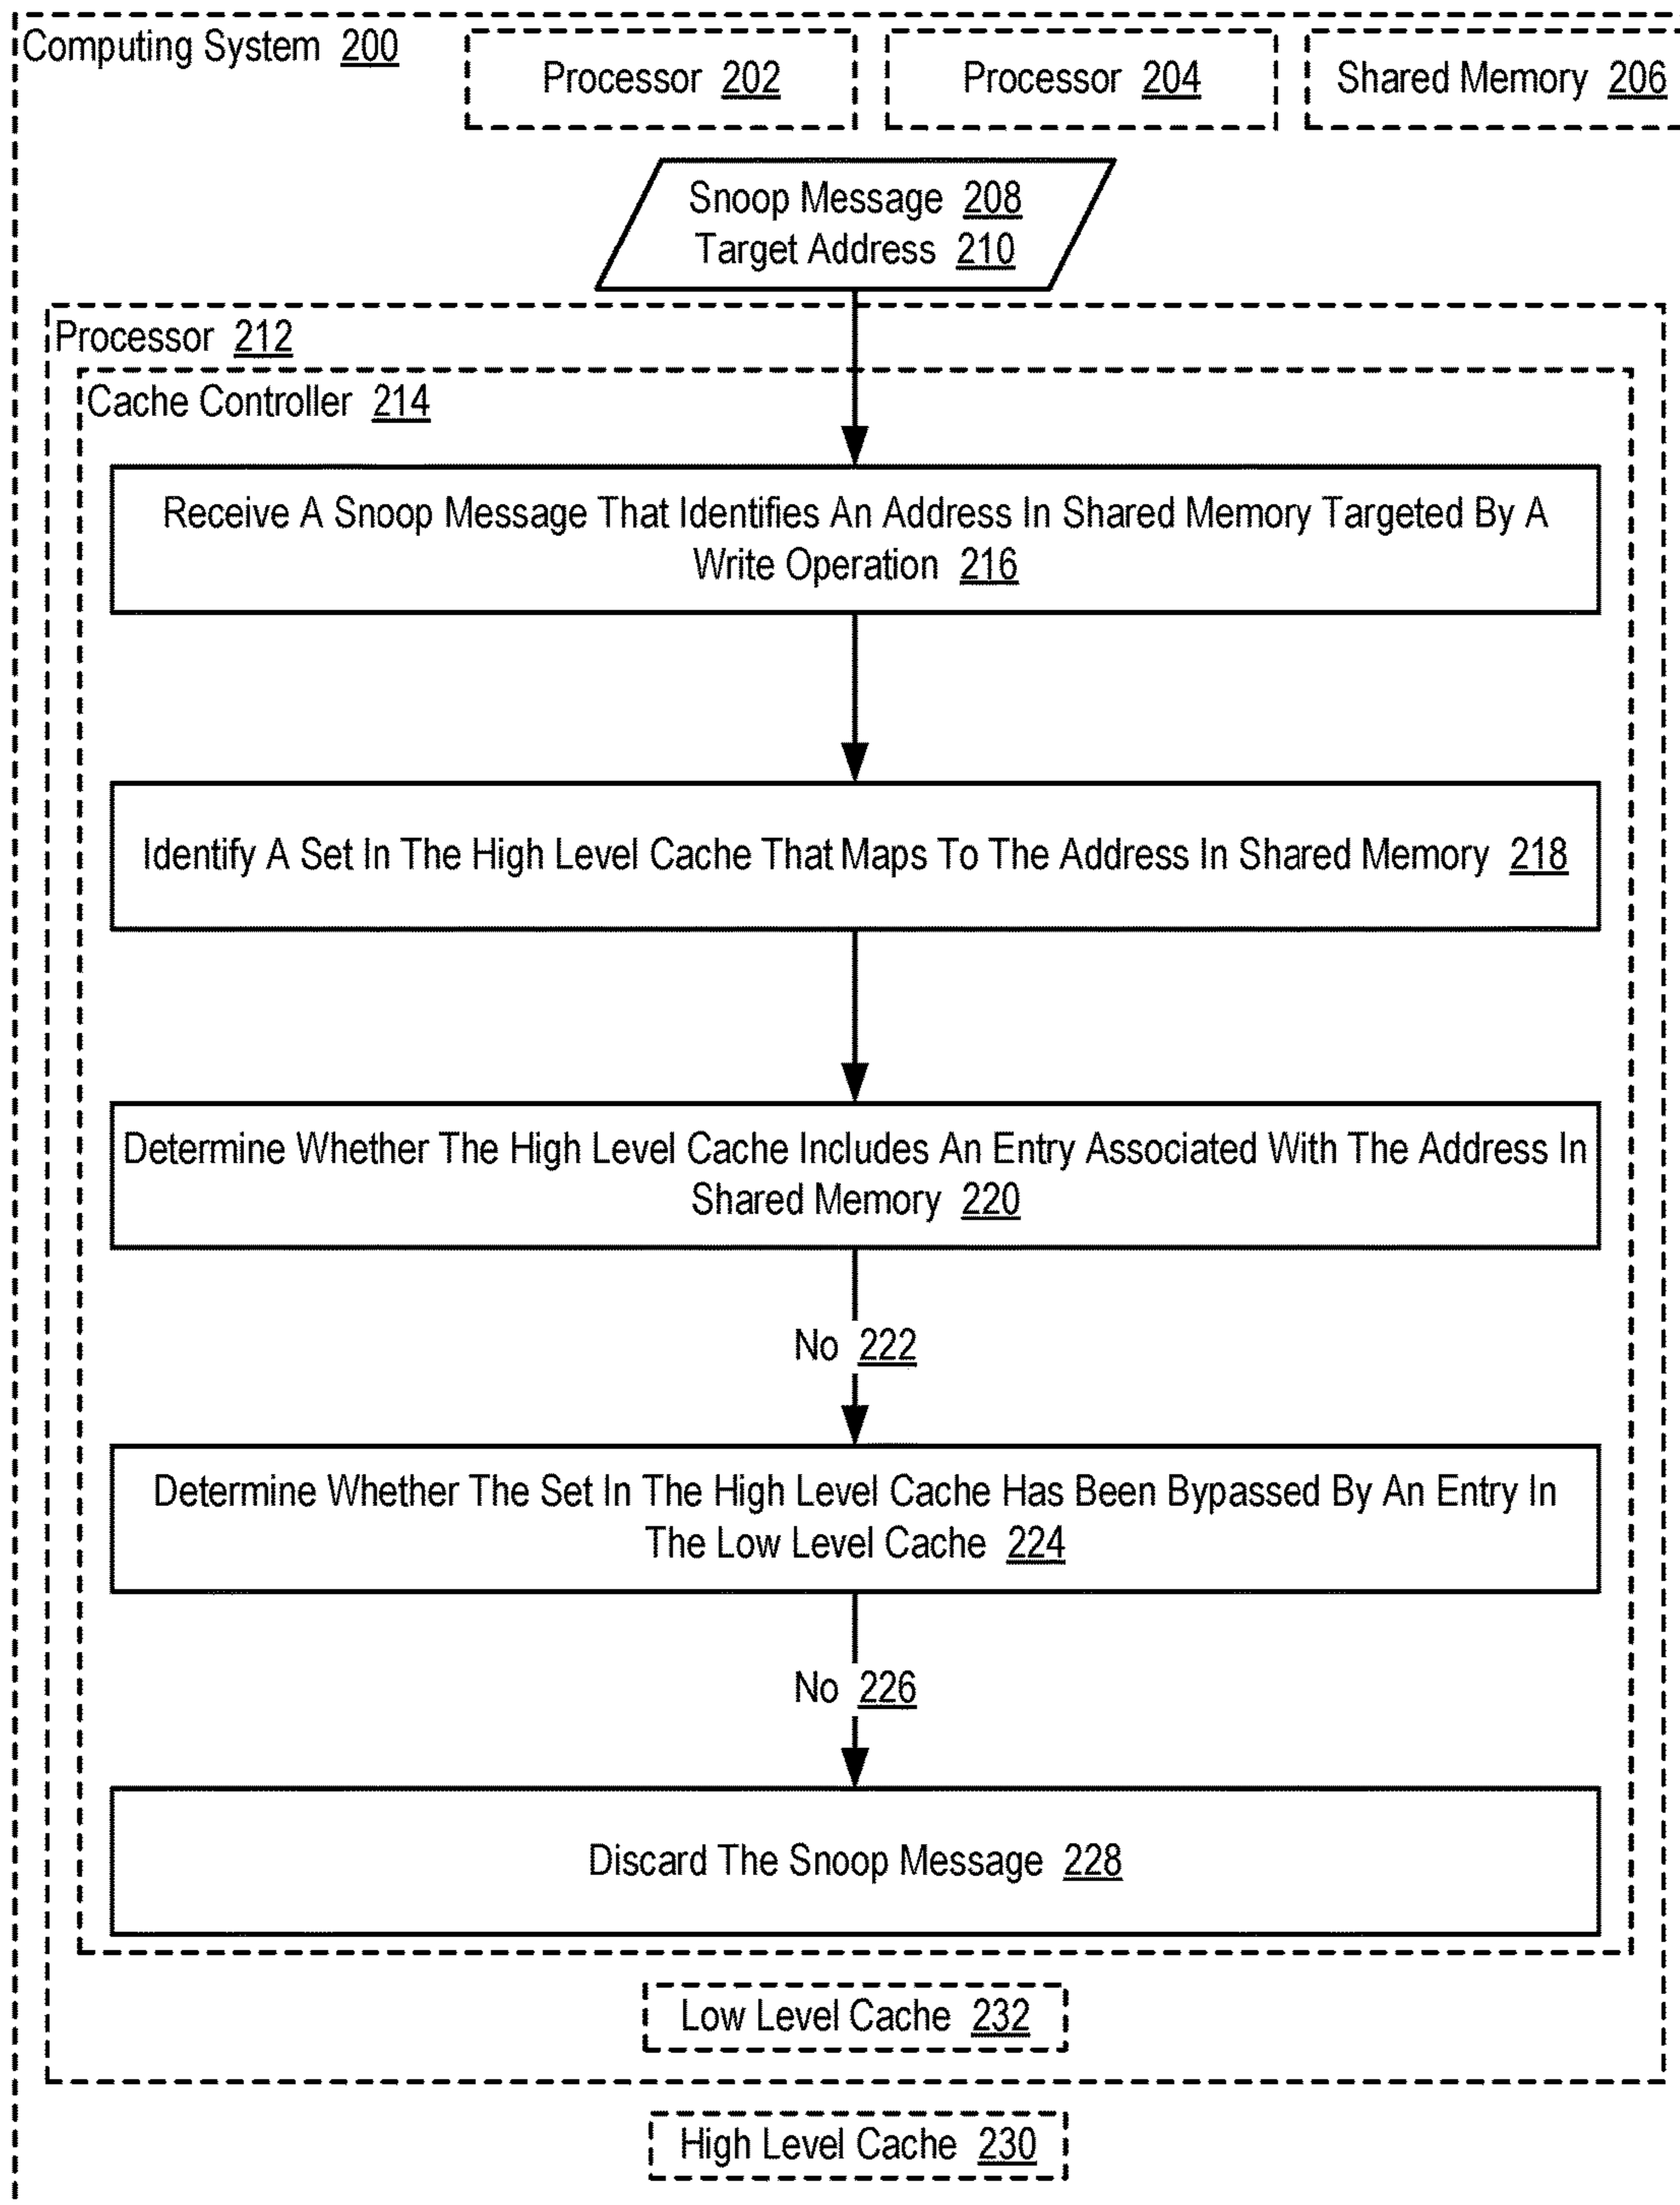 Computing System 200
Processor 202
Processor 204
Shared Memory 206
Snoop Message 208
Target Address 210
Processor 212
Cache Controller 214
Receive A Snoop Message That Identifies An Address In Shared Memory Targeted By A
Write Operation 216
Identify A Set In The High Level Cache That Maps To The Address In Shared Memory 218
Determine Whether The High Level Cache Includes An Entry Associated With The Address In
Shared Memory 220
No 222
Determine Whether The Set In The High Level Cache Has Been Bypassed By An Entry In
The Low Level Cache 224
No 226
Discard The Snoop Message 228
Low Level Cache 232
High Level Cache 230